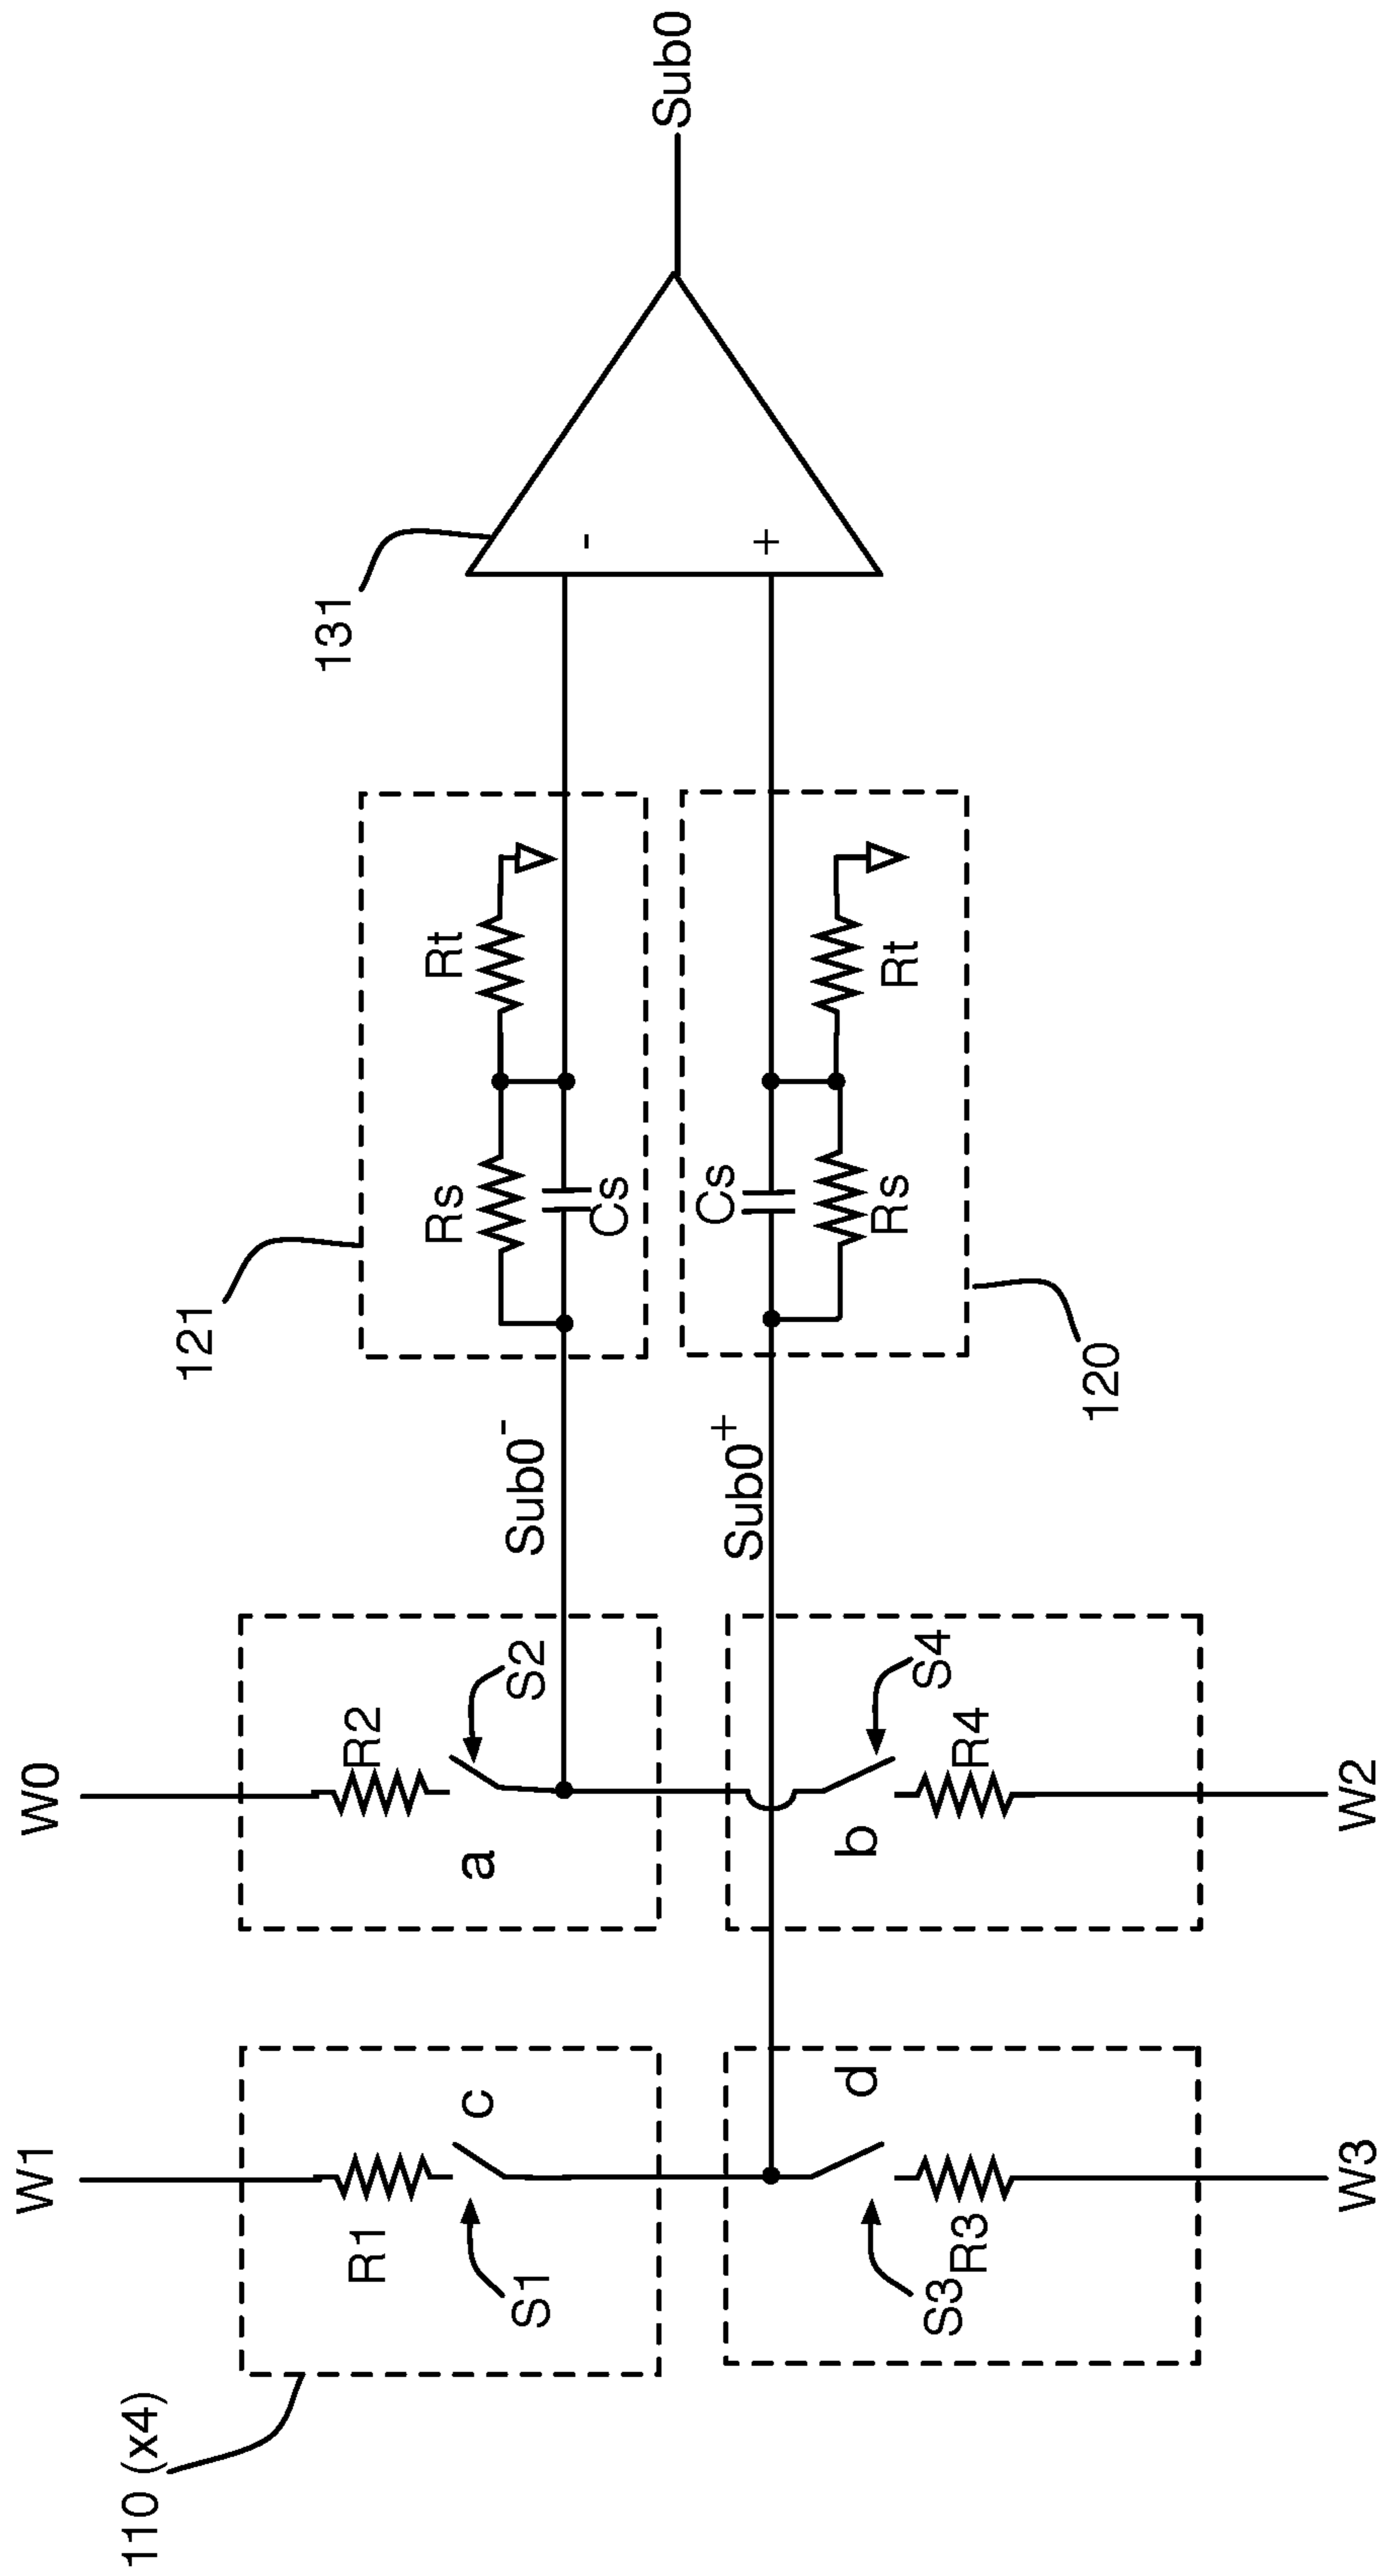 110 (x4)
W1
W0
R1
c
S1
R2
a
S2
S3
R3
d
b
R4
S4
W3
W2
Sub0-
Sub0+
121
Rs
Cs
Rt
Cs
Rs
Rt
120
131
-
+
Sub0